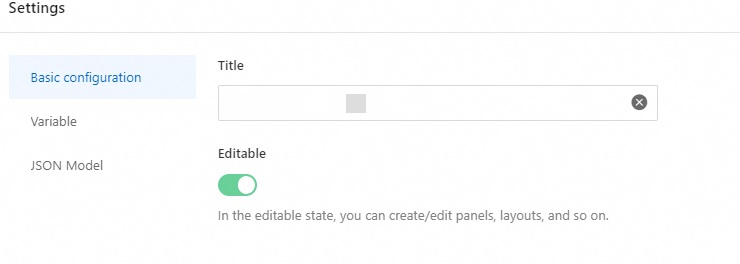 Settings
Basic configuration
Variable
JSON Model
Title
Editable
In the editable state, you can create/edit panels, layouts, and so on.